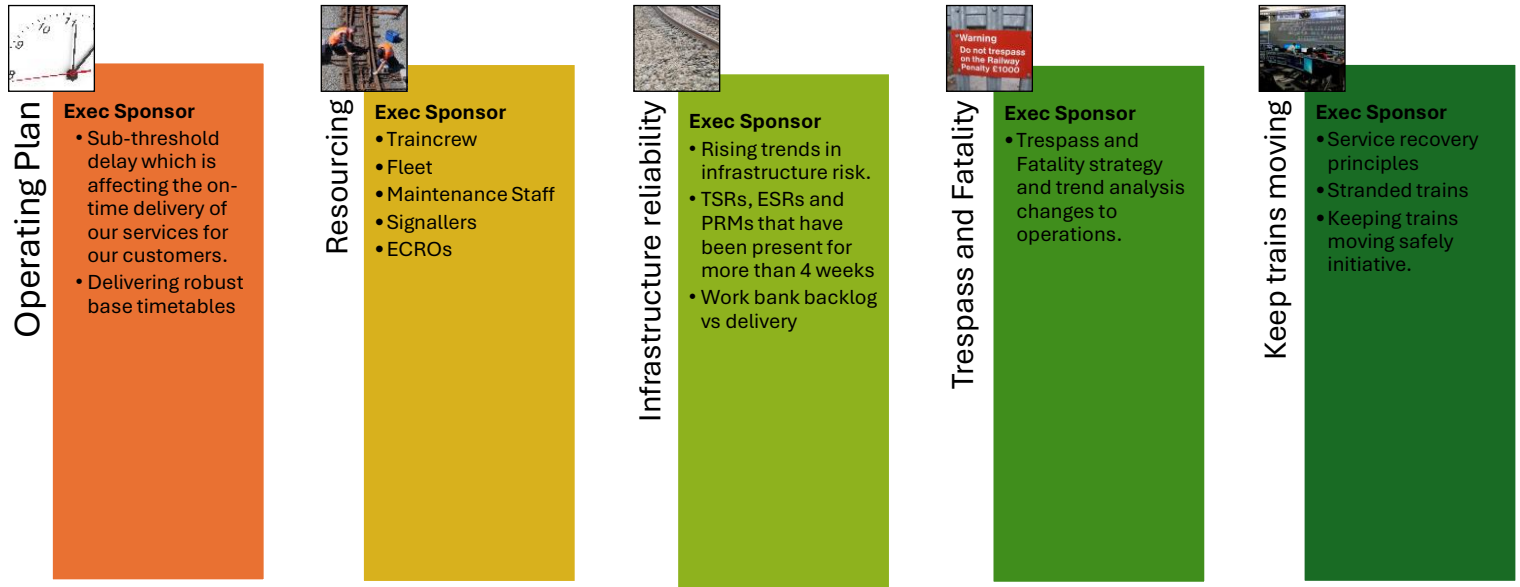 Operating Plan
Exec Sponsor
• Sub-threshold
delay which is
affecting the on-
time delivery of
our services for
our customers.
• Delivering robust
base timetables
Resourcing
Exec Sponsor
• Traincrew
• Fleet
• Maintenance Staff
• Signallers
• ECROs
Infrastructure reliability
Exec Sponsor
• Rising trends in
infrastructure risk.
• TSRs, ESRs and
PRMs that have
been present for
more than 4 weeks
• Work bank backlog
vs delivery
Warning
Do not trespass
on the Railway
Penalty £1000
Trespass and Fatality
Exec Sponsor
• Trespass and
Fatality strategy
and trend analysis
changes to
operations.
Keep trains moving
Exec Sponsor
• Service recovery
principles
• Stranded trains
• Keeping trains
moving safely
initiative.
11
10
9
8